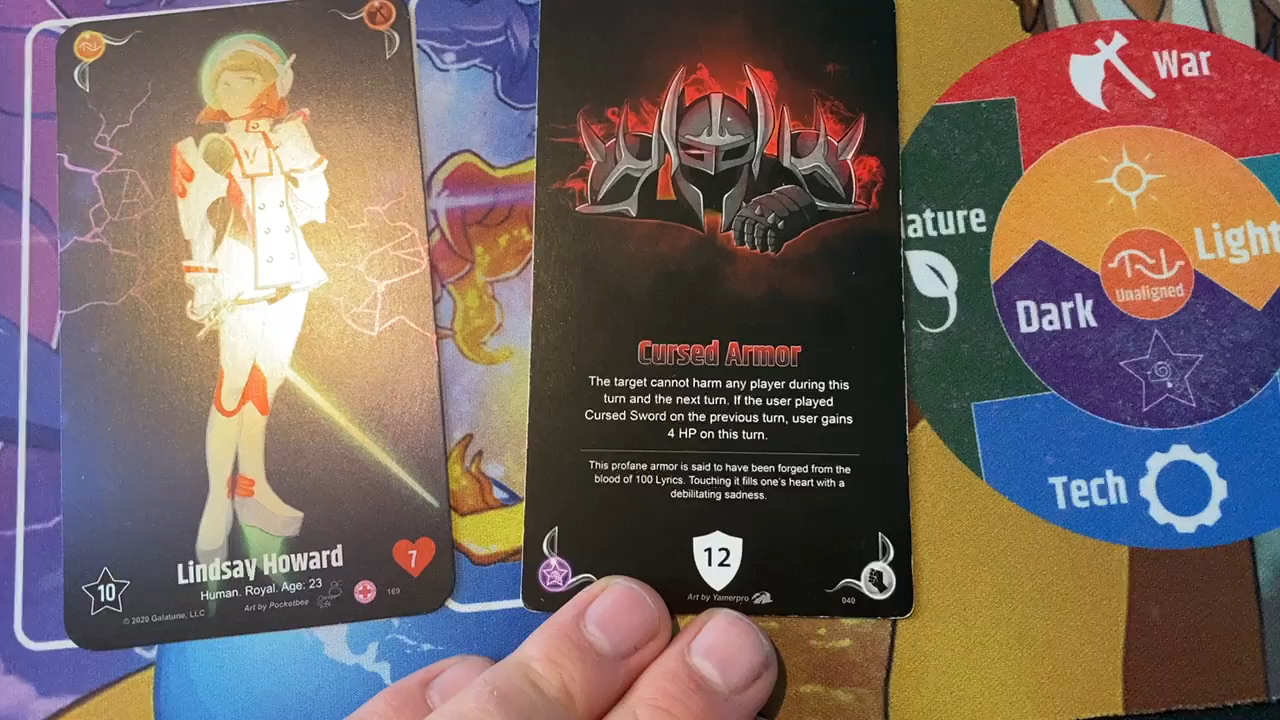 Lindsay Howard
Human. Royal. Age: 23
Art by Pocketbee
10
7
© 2020 Galatune, LLC
169
Cursed Armor
The target cannot harm any player during this
turn and the next turn. If the user played
Cursed Sword on the previous turn, user gains
4 HP on this turn.
This profane armor is said to have been forged from the
blood of 100 Lyrics. Touching it fills one's heart with a
debilitating sadness.
12
Art by Yamerpro
040
War
ature
Light
Unaligned
Dark
Tech